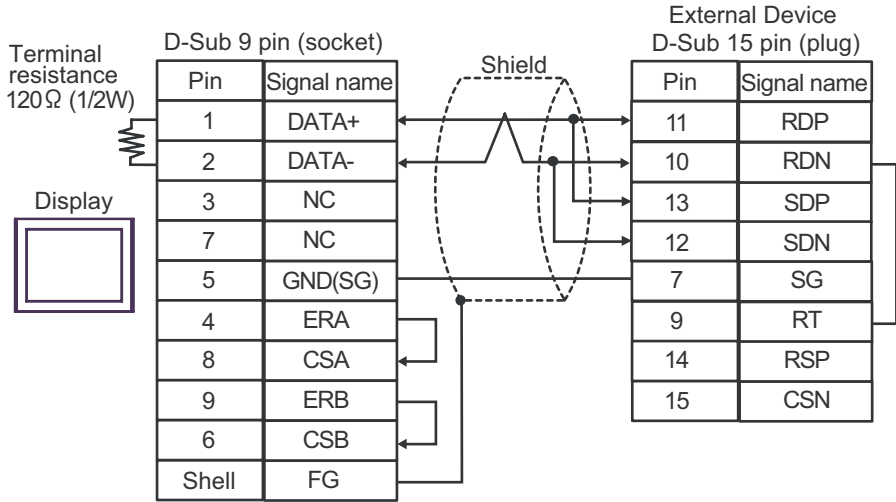 External Device
D-Sub 9 pin (socket)
D-Sub 15 pin (plug)
Terminal
resistance
120Ω (1/2W)
Shield
Display
Pin Signal name
1 DATA+
2 DATA-
3 NC
7 NC
5 GND(SG)
4 ERA
8 CSA
9 ERB
6 CSB
Shell FG
Pin Signal name
11 RDP
10 RDN
13 SDP
12 SDN
7 SG
9 RT
14 RSP
15 CSN